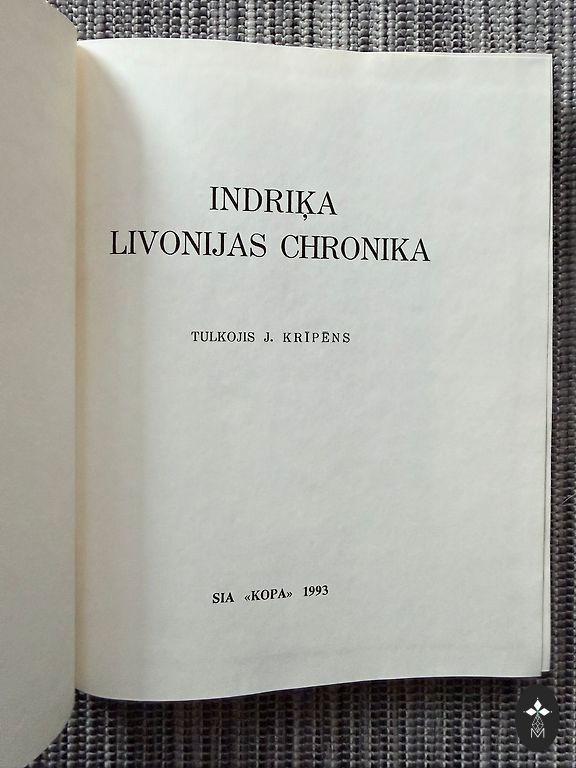 INDRIĶA
LIVONIJAS CHRONIKA
TULKOJIS J. KRĪPĒNS
SIA «KOPA» 1993